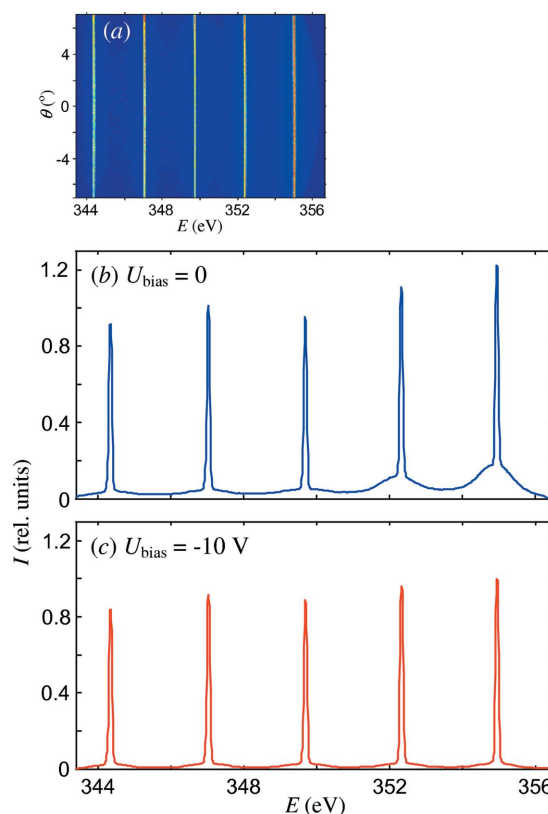 (a)
4
0
-4
θ (°)
344 348 352 356
E (eV)
(b) U_bias = 0
1.2
0.8
0.4
0
I (rel. units)
(c) U_bias = -10 V
1.2
0.8
0.4
0
344 348 352 356
E (eV)